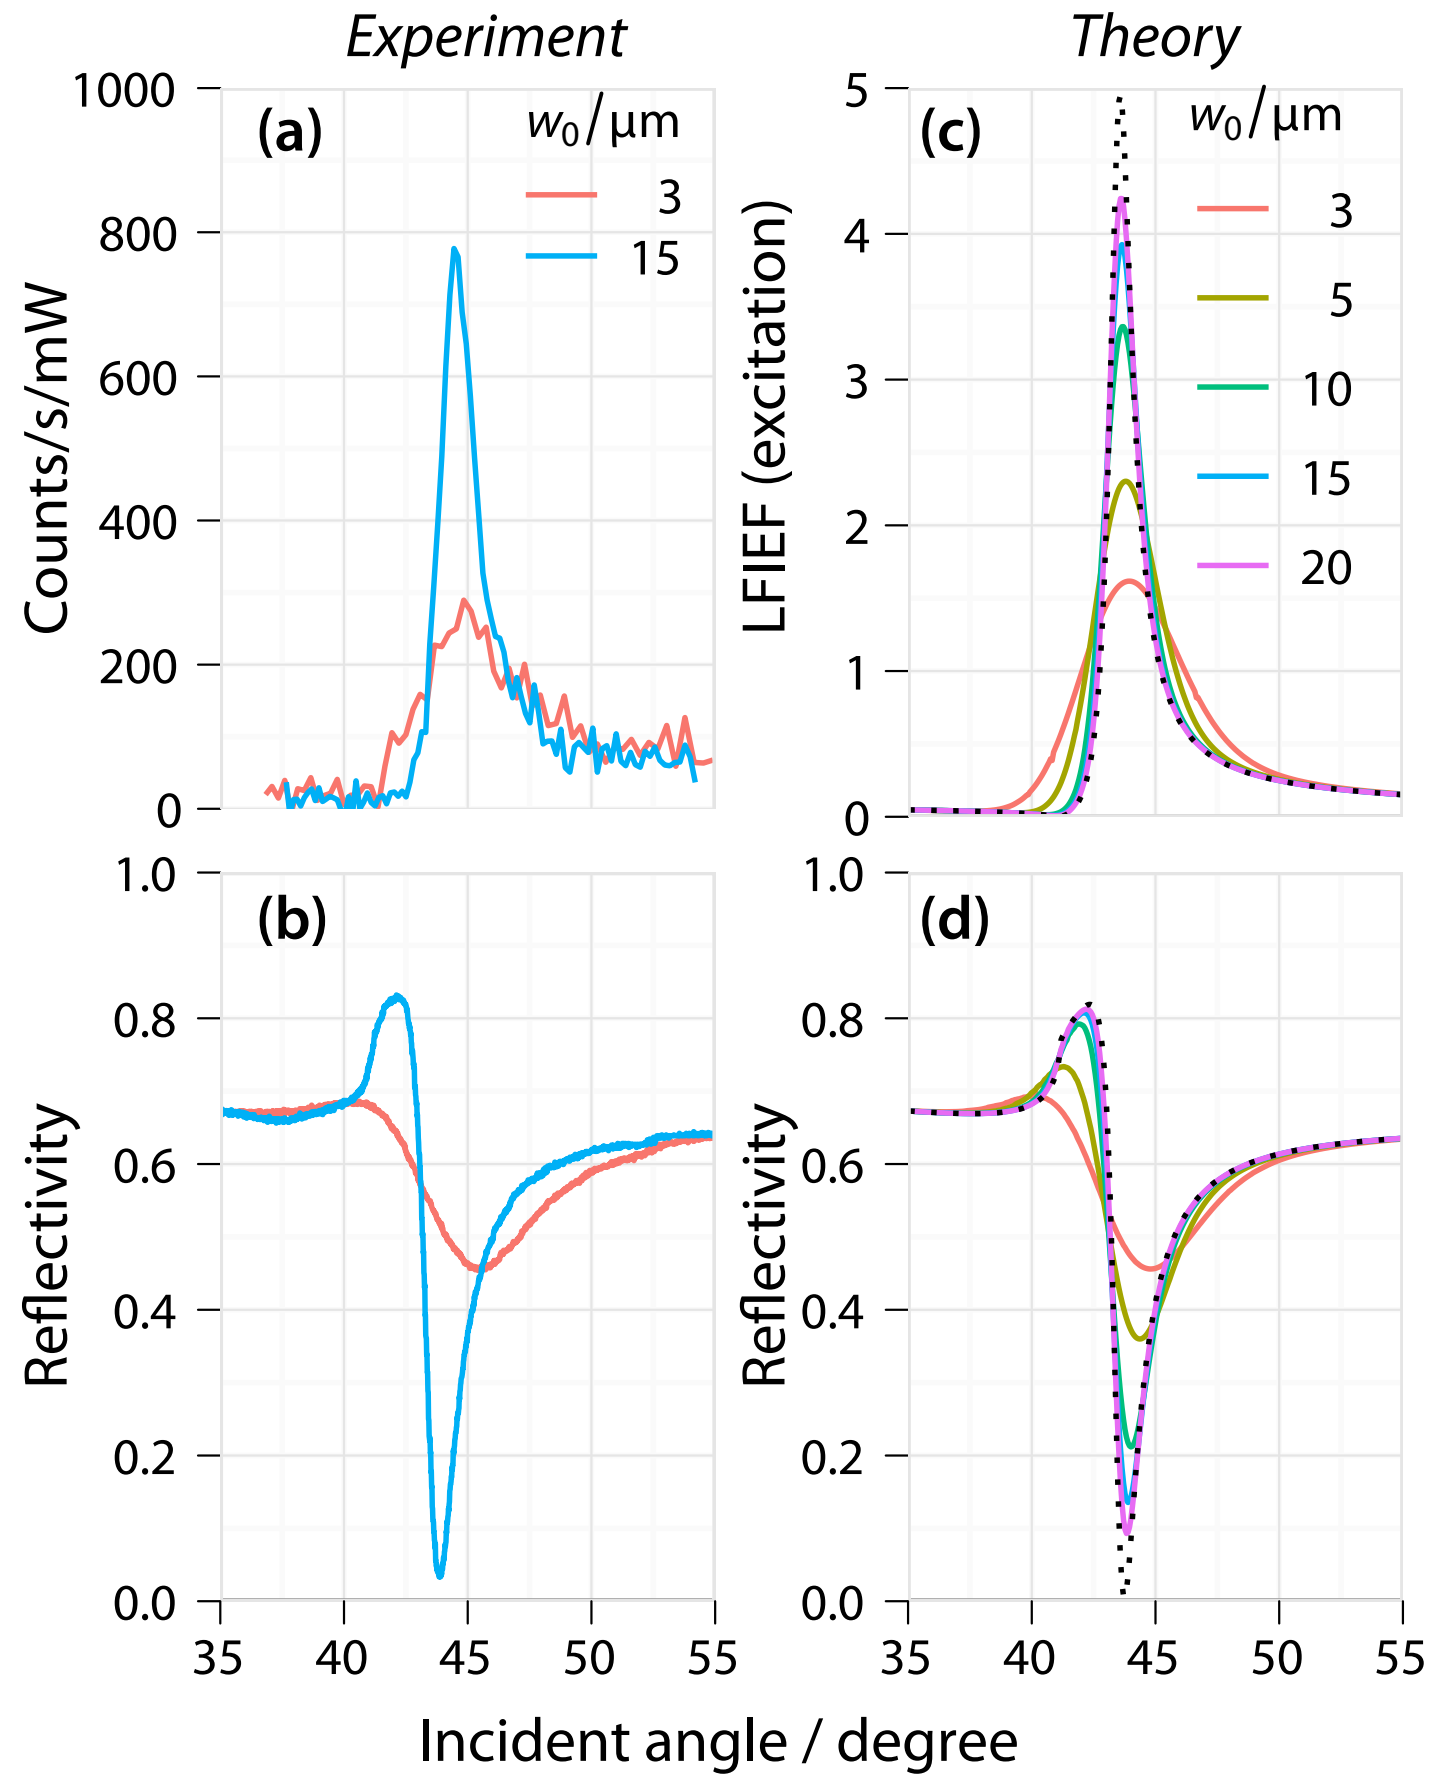 Experiment
Theory
(a)
w0/μm
3
15
1000
800
600
400
200
0
Counts/s/mW
(c)
w0/μm
3
5
10
15
20
5
4
3
2
1
0
LFIEF (excitation)
(b)
1.0
0.8
0.6
0.4
0.2
0.0
Reflectivity
35 40 45 50 55
(d)
1.0
0.8
0.6
0.4
0.2
0.0
Reflectivity
35 40 45 50 55
Incident angle / degree